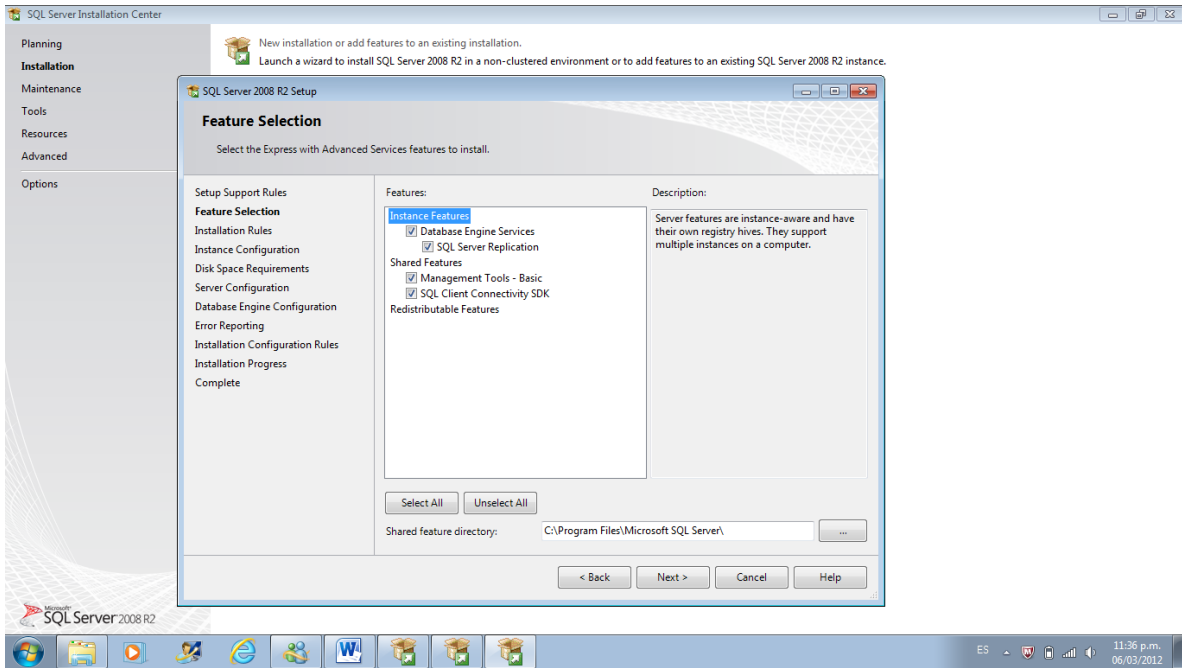 SQL Server Installation Center
Planning
Installation
Maintenance
Tools
Resources
Advanced
Options
New installation or add features to an existing installation.
Launch a wizard to install SQL Server 2008 R2 in a non-clustered environment or to add features to an existing SQL Server 2008 R2 instance.
SQL Server 2008 R2 Setup
Feature Selection
Select the Express with Advanced Services features to install.
Setup Support Rules
Feature Selection
Installation Rules
Instance Configuration
Disk Space Requirements
Server Configuration
Database Engine Configuration
Error Reporting
Installation Configuration Rules
Installation Progress
Complete
Features:
Instance Features
Database Engine Services
SQL Server Replication
Shared Features
Management Tools - Basic
SQL Client Connectivity SDK
Redistributable Features
Description:
Server features are instance-aware and have
their own registry hives. They support
multiple instances on a computer.
Select All
Unselect All
Shared feature directory:
C:\Program Files\Microsoft SQL Server\
...
< Back
Next >
Cancel
Help
Microsoft
SQL Server 2008 R2
W
ES
11:36 p.m.
06/03/2012